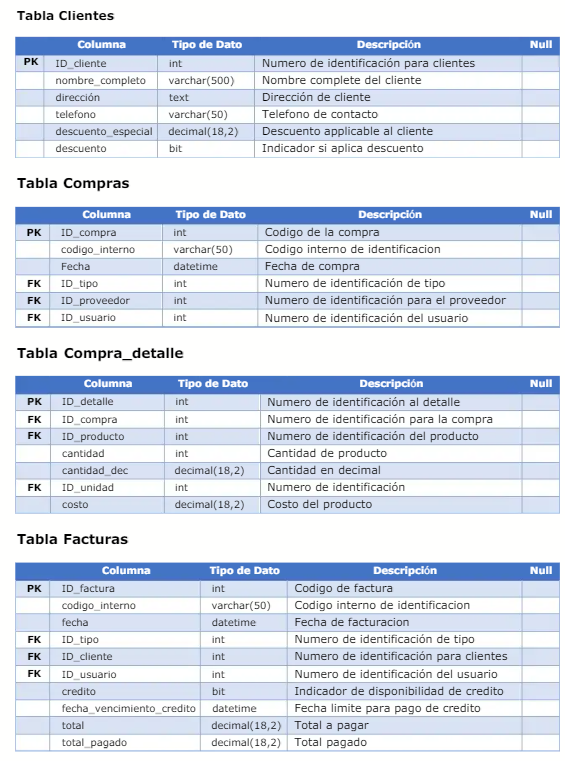 Tabla Clientes
Columna Tipo de Dato Descripción Null
PK ID_cliente int Numero de identificación para clientes
nombre_completo varchar(500) Nombre complete del cliente
dirección text Dirección de cliente
telefono varchar(50) Telefono de contacto
descuento_especial decimal(18,2) Descuento applicable al cliente
descuento bit Indicador si aplica descuento
Tabla Compras
Columna Tipo de Dato Descripción Null
PK ID_compra int Codigo de la compra
codigo_interno varchar(50) Codigo interno de identificacion
Fecha datetime Fecha de compra
FK ID_tipo int Numero de identificación de tipo
FK ID_proveedor int Numero de identificación para el proveedor
FK ID_usuario int Numero de identificación del usuario
Tabla Compra_detalle
Columna Tipo de Dato Descripción Null
PK ID_detalle int Numero de identificación al detalle
FK ID_compra int Numero de identificación para la compra
FK ID_producto int Numero de identificación del producto
cantidad int Cantidad de producto
cantidad_dec decimal(18,2) Cantidad en decimal
FK ID_unidad int Numero de identificación
costo decimal(18,2) Costo del producto
Tabla Facturas
Columna Tipo de Dato Descripción Null
PK ID_factura int Codigo de factura
codigo_interno varchar(50) Codigo interno de identificacion
fecha datetime Fecha de facturacion
FK ID_tipo int Numero de identificación de tipo
FK ID_cliente int Numero de identificación para clientes
FK ID_usuario int Numero de identificación del usuario
credito bit Indicador de disponibilidad de credito
fecha_vencimiento_credito datetime Fecha limite para pago de credito
total decimal(18,2) Total a pagar
total_pagado decimal(18,2) Total pagado